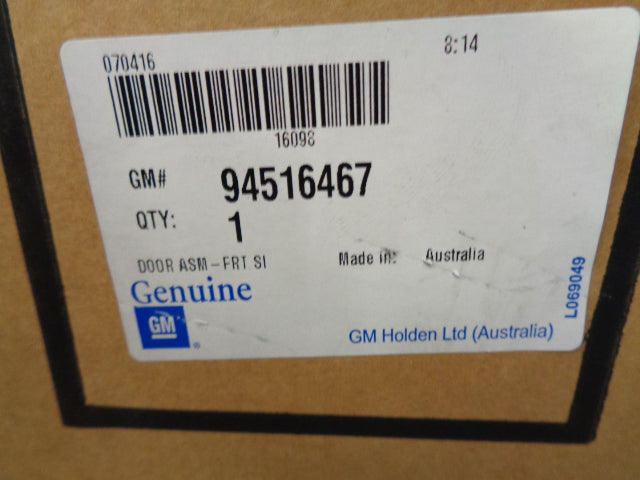 070416
8:14
16098
GM# 94516467
QTY: 1
DOOR ASM-FRT SI
Made in: Australia
Genuine
GM ®
GM Holden Ltd (Australia)
L069049